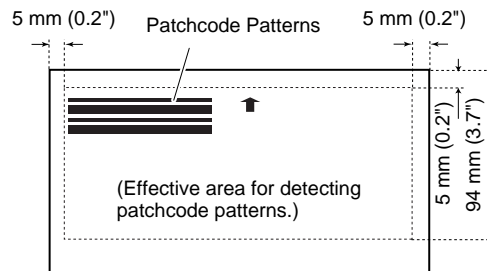 5 mm (0.2")
Patchcode Patterns
5 mm (0.2")
5 mm (0.2")
94 mm (3.7")
(Effective area for detecting
patchcode patterns.)